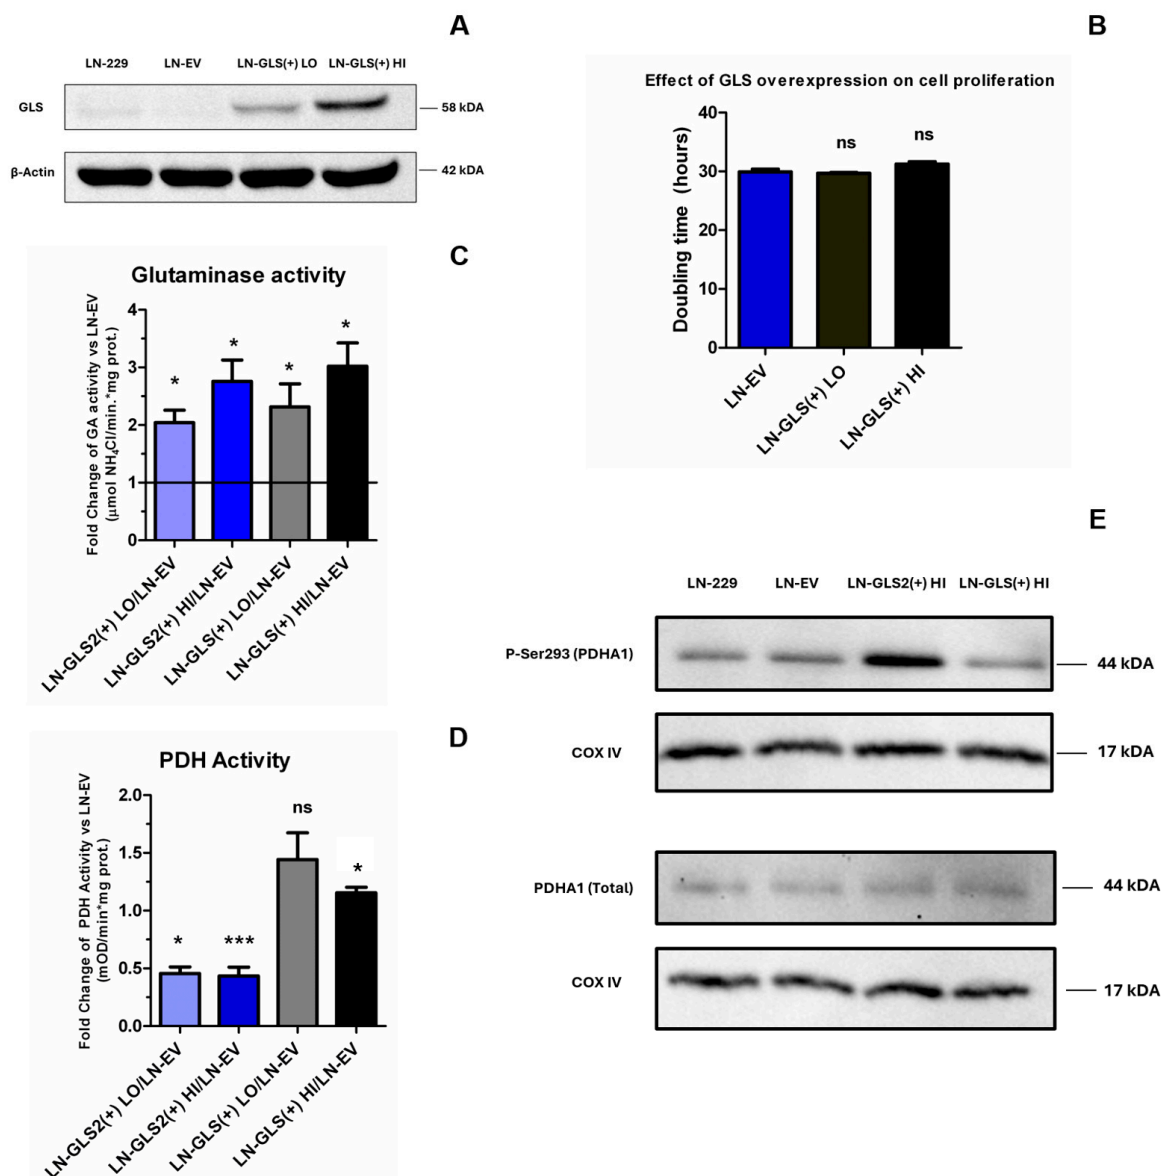 A
LN-229 LN-EV LN-GLS(+) LO LN-GLS(+) HI
GLS
58 kDA
β-Actin
42 kDA
B
Effect of GLS overexpression on cell proliferation
Doubling time (hours)
40
30
20
10
0
ns
ns
LN-EV
LN-GLS(+) LO
LN-GLS(+) HI
C
Glutaminase activity
Fold Change of GA activity vs LN-EV
(μmol NH₄Cl/min.*mg prot.)
4
3
2
1
0
*
*
*
*
LN-GLS2(+) LO/LN-EV
LN-GLS2(+) HI/LN-EV
LN-GLS(+) LO/LN-EV
LN-GLS(+) HI/LN-EV
D
PDH Activity
Fold Change of PDH Activity vs LN-EV
(mOD/min*mg prot.)
2.0
1.5
1.0
0.5
0.0
*
***
ns
*
LN-GLS2(+) LO/LN-EV
LN-GLS2(+) HI/LN-EV
LN-GLS(+) LO/LN-EV
LN-GLS(+) HI/LN-EV
E
LN-229 LN-EV LN-GLS2(+) HI LN-GLS(+) HI
P-Ser293 (PDHA1)
44 kDA
COX IV
17 kDA
PDHA1 (Total)
44 kDA
COX IV
17 kDA